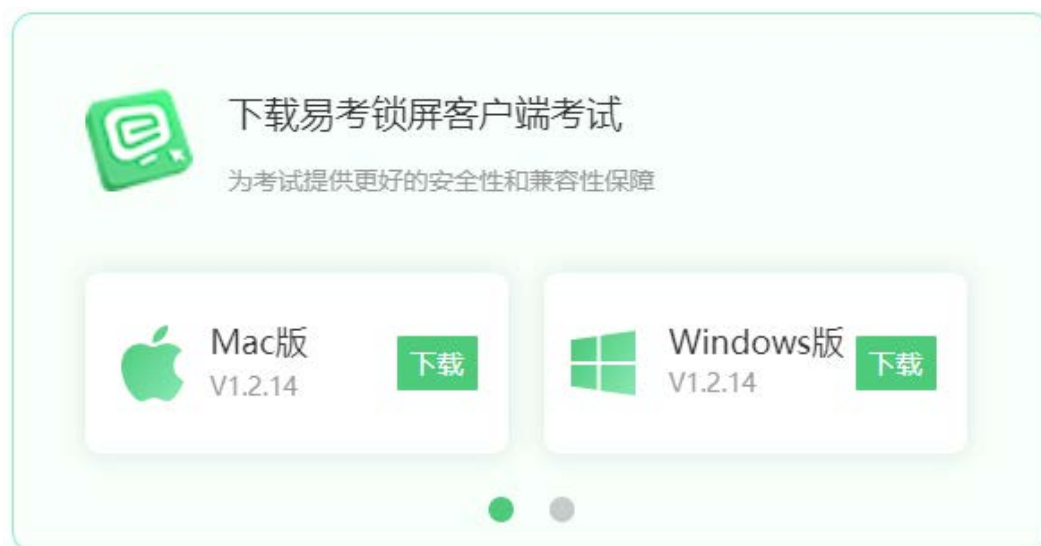 下载易考锁屏客户端考试
为考试提供更好的安全性和兼容性保障
Mac版
V1.2.14
下载
Windows版
V1.2.14
下载